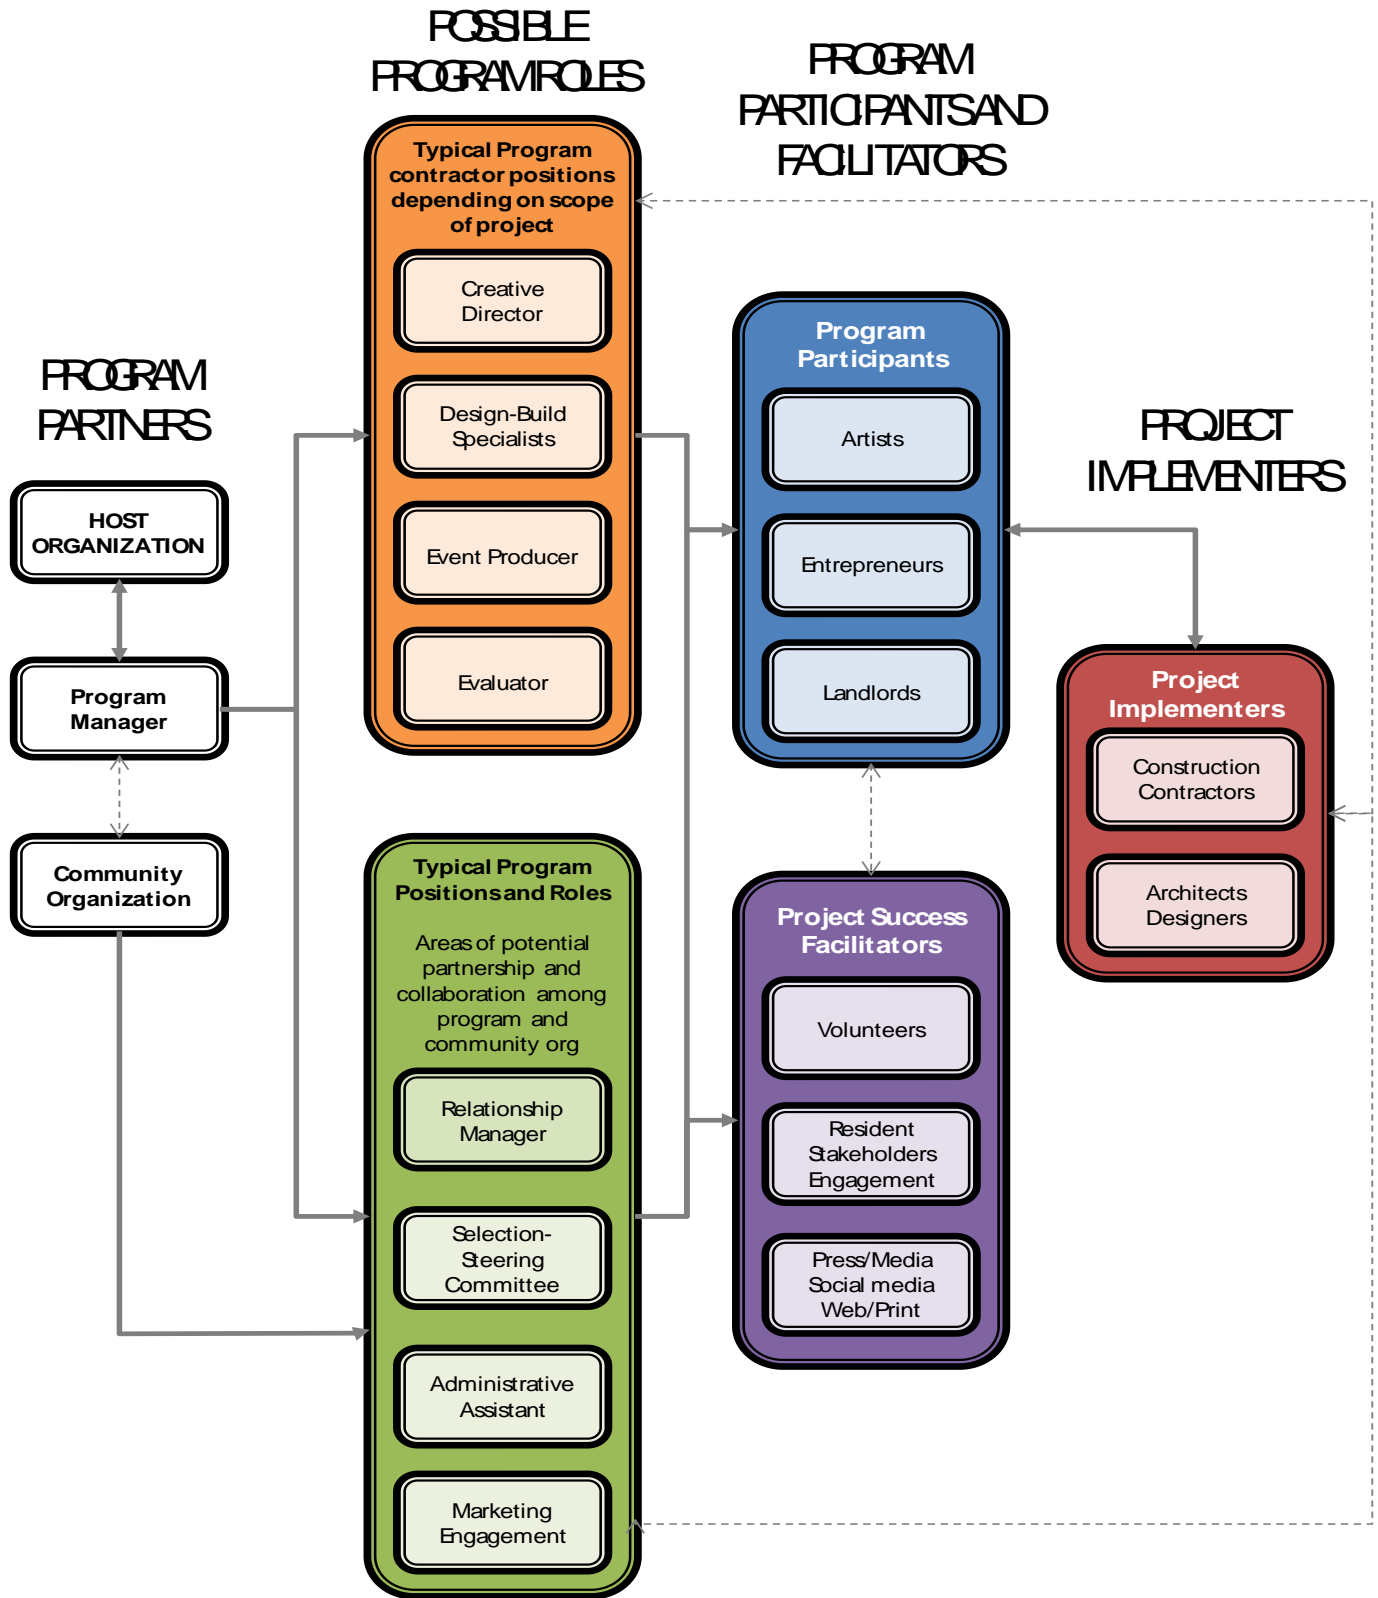 POSSIBLE
PROGRAM ROLES
PROGRAM
PARTICIPANTS AND
FACILITATORS
PROGRAM
PARTNERS
PROJECT
IMPLEMENTERS
HOST
ORGANIZATION
Program
Manager
Community
Organization
Typical Program
contractor positions
depending on scope
of project
Creative
Director
Design-Build
Specialists
Event Producer
Evaluator
Typical Program
Positions and Roles
Areas of potential
partnership and
collaboration among
program and
community org
Relationship
Manager
Selection-
Steering
Committee
Administrative
Assistant
Marketing
Engagement
Program
Participants
Artists
Entrepreneurs
Landlords
Project Success
Facilitators
Volunteers
Resident
Stakeholders
Engagement
Press/Media
Social media
Web/Print
Project
Implementers
Construction
Contractors
Architects
Designers